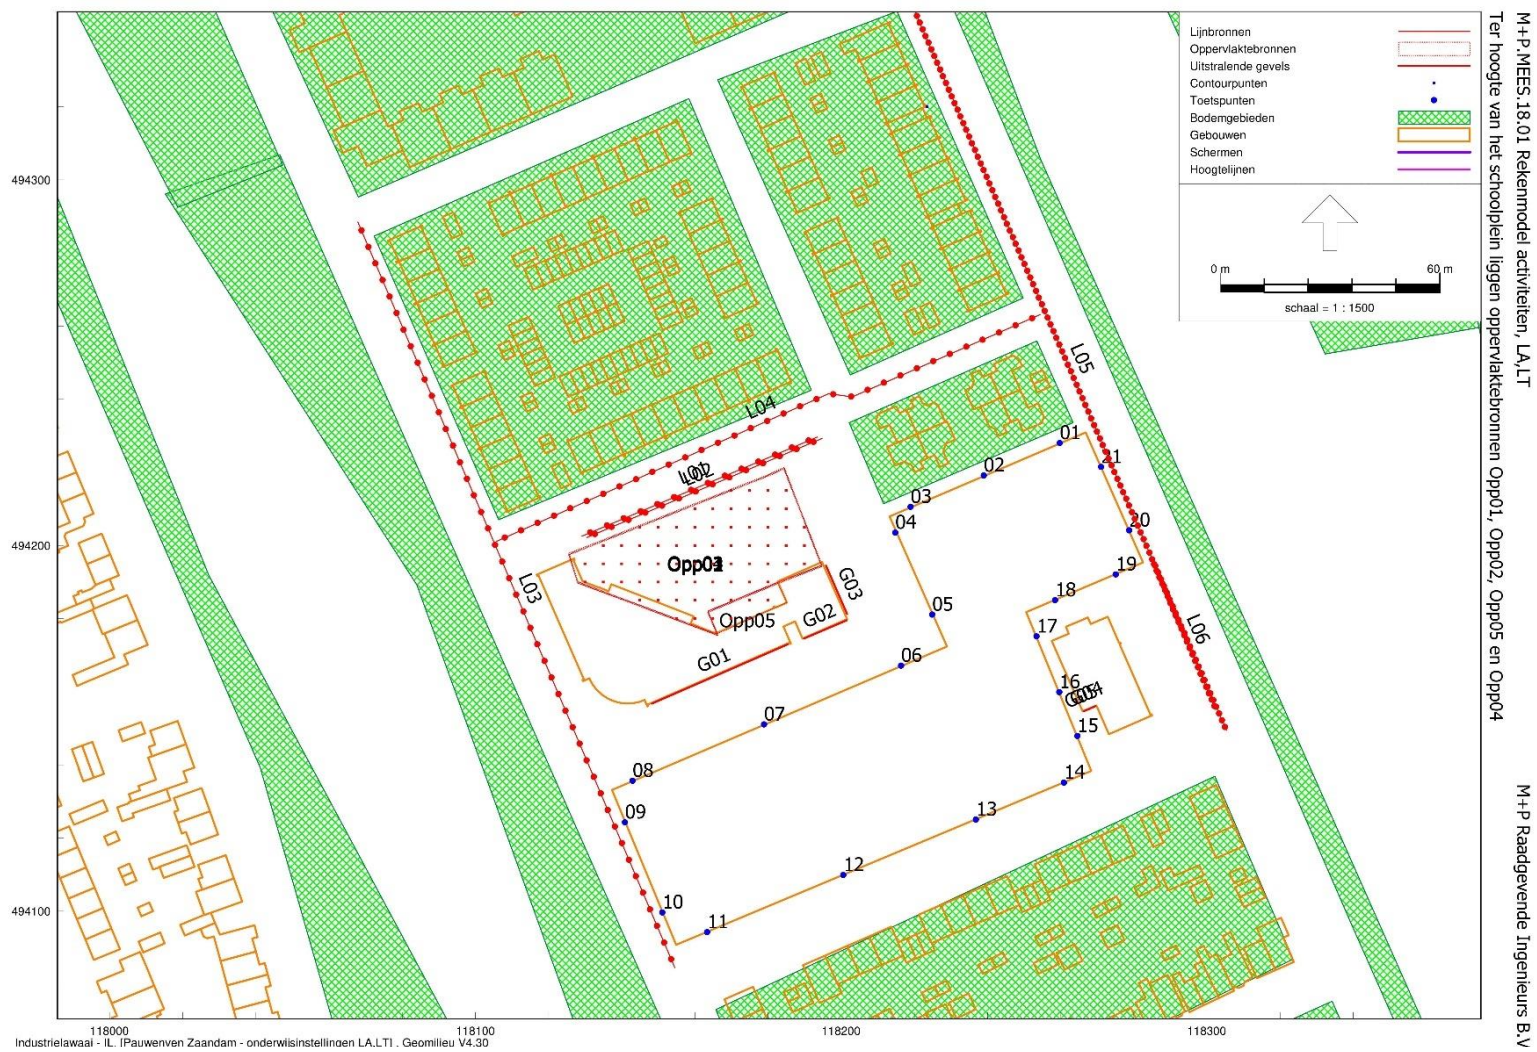 M+P.MEES.18.01 Rekenmodel activiteiten, LA,LT
Ter hoogte van het schoolplein liggen oppervlaktebronnen Opp01, Opp02, Opp05 en Opp04
M+P Raadgevende Ingenieurs B.V
Lijnbronnen
Oppervlaktebronnen
Uitstralende gevels
Contourpunten
Toetspunten
Bodemgebieden
Gebouwen
Schermen
Hoogtelijnen
0 m
60 m
schaal = 1 : 1500
494300
494200
494100
L05
L04
01
21
02
L01
L02
03
04
20
Opp05
L03
G03
19
18
05
G02
17
L06
G01
06
16
07
15
08
14
09
13
12
10
11
118000
118100
118200
118300
Industrielawaai - IL, [Pauwenven Zaandam - onderwijsinstellingen LA,LT] , Geomilieu V4.30